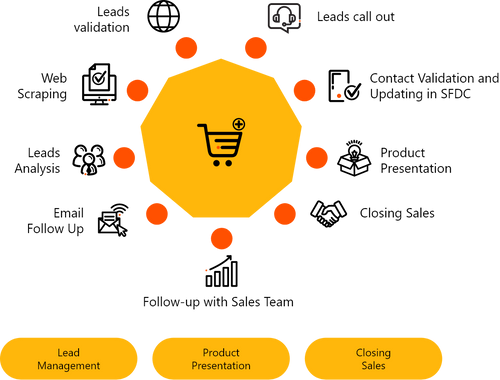 Leads
validation
Leads call out
Web
Scraping
Contact Validation and
Updating in SFDC
Leads
Analysis
Product
Presentation
Email
Follow Up
Closing Sales
Follow-up with Sales Team
Lead
Management
Product
Presentation
Closing
Sales